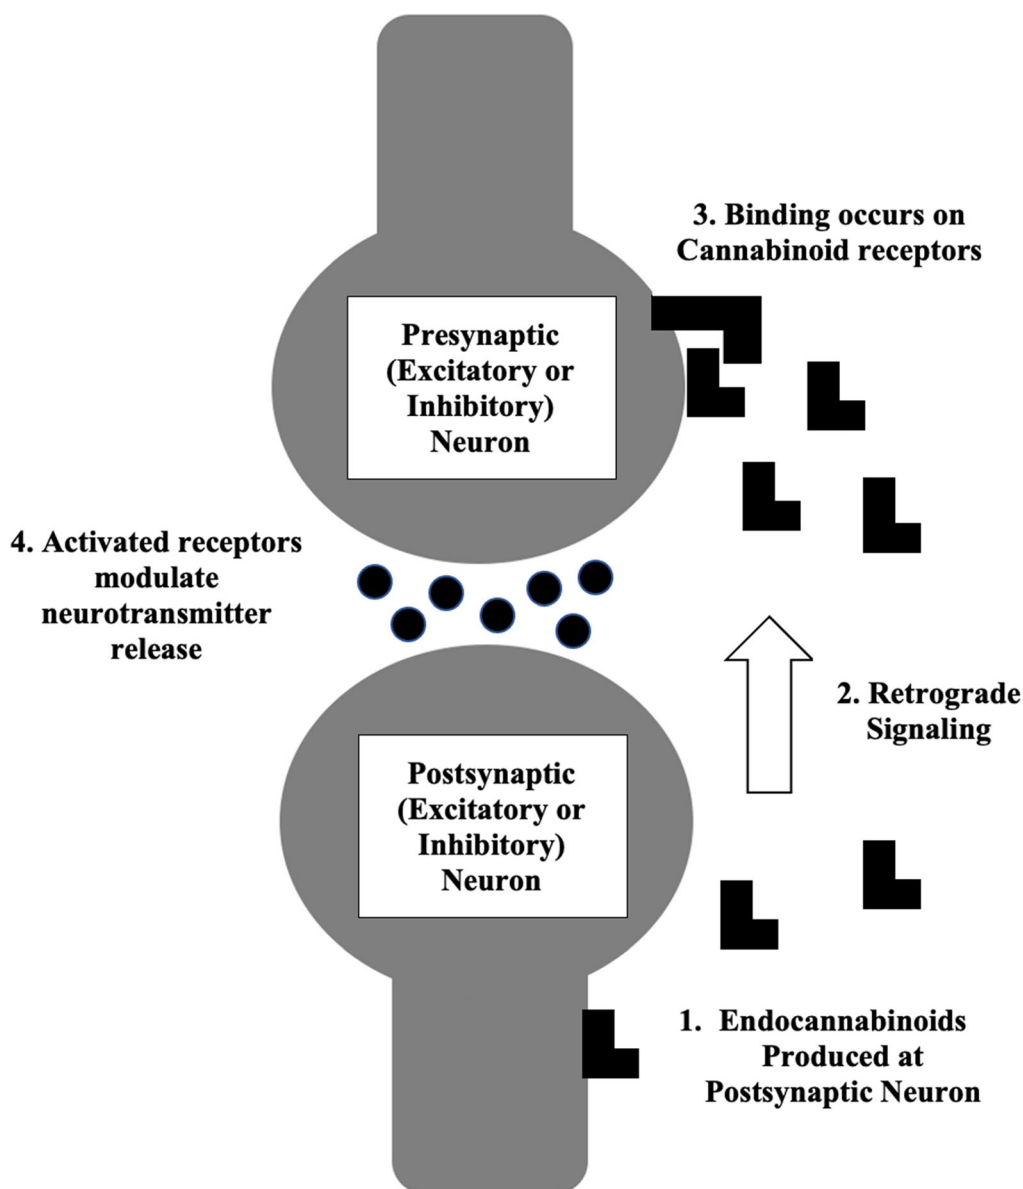 3. Binding occurs on
Cannabinoid receptors
Presynaptic
(Excitatory or
Inhibitory)
Neuron
4. Activated receptors
modulate
neurotransmitter
release
2. Retrograde
Signaling
Postsynaptic
(Excitatory or
Inhibitory)
Neuron
1. Endocannabinoids
Produced at
Postsynaptic Neuron